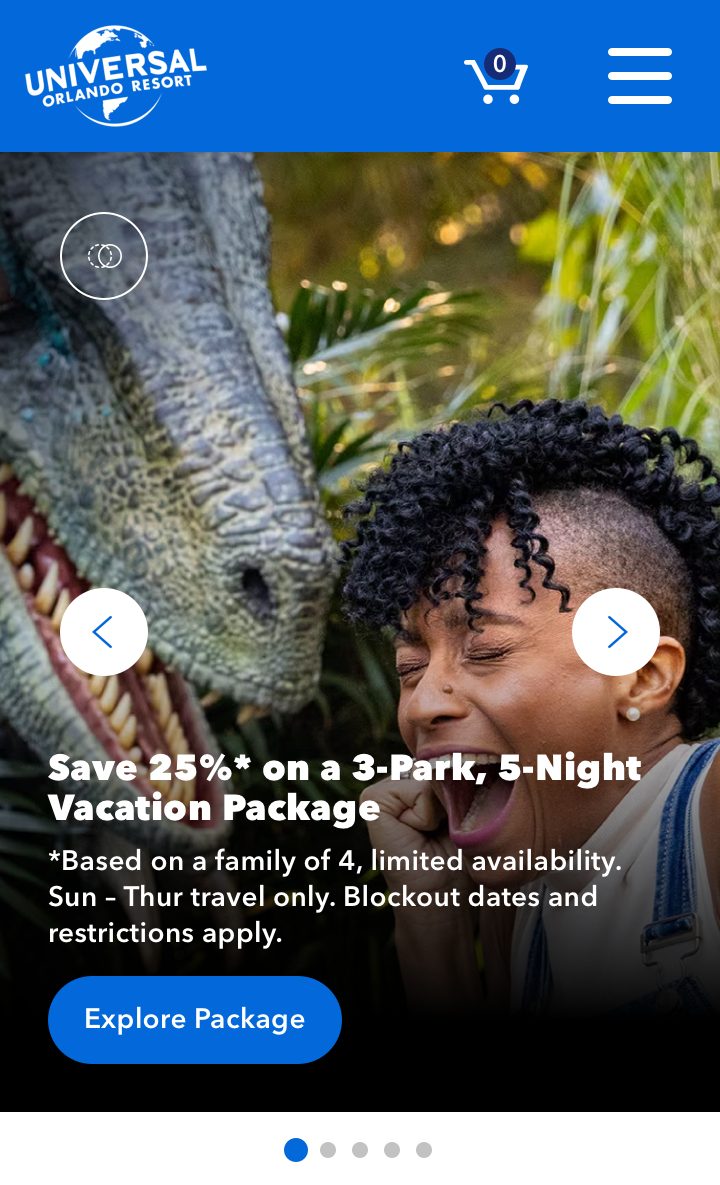 UNIVERSAL
ORLANDO RESORT
0
Save 25%* on a 3-Park, 5-Night
Vacation Package
*Based on a family of 4, limited availability.
Sun – Thur travel only. Blockout dates and
restrictions apply.
Explore Package